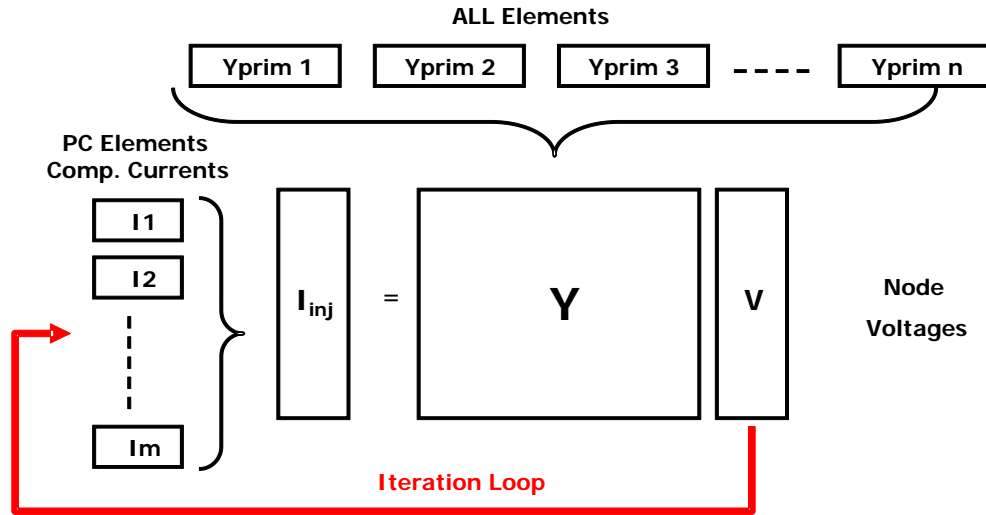 ALL Elements
Yprim 1 Yprim 2 Yprim 3 Yprim n
PC Elements
Comp. Currents
I1
I2
Im
Iinj = Y V
Node
Voltages
Iteration Loop